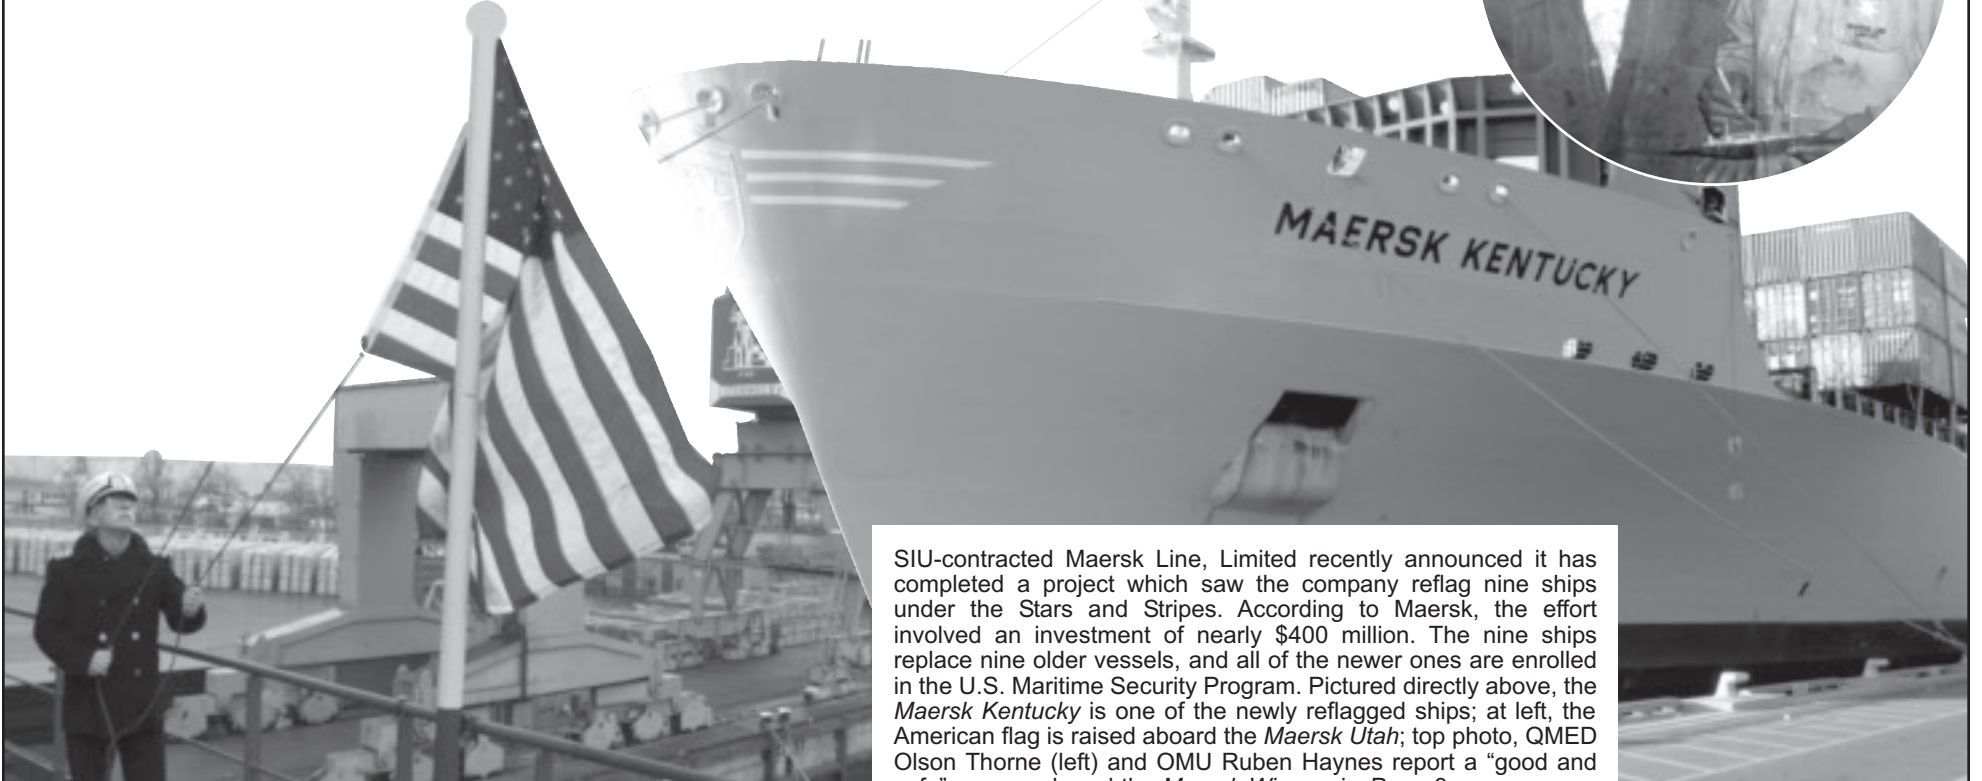 MAERSK KENTUCKY
SIU-contracted Maersk Line, Limited recently announced it has
completed a project which saw the company reflag nine ships
under the Stars and Stripes. According to Maersk, the effort
involved an investment of nearly $400 million. The nine ships
replace nine older vessels, and all of the newer ones are enrolled
in the U.S. Maritime Security Program. Pictured directly above, the
Maersk Kentucky is one of the newly reflagged ships; at left, the
American flag is raised aboard the Maersk Utah; top photo, QMED
Olson Thorne (left) and OMU Ruben Haynes report a “good and